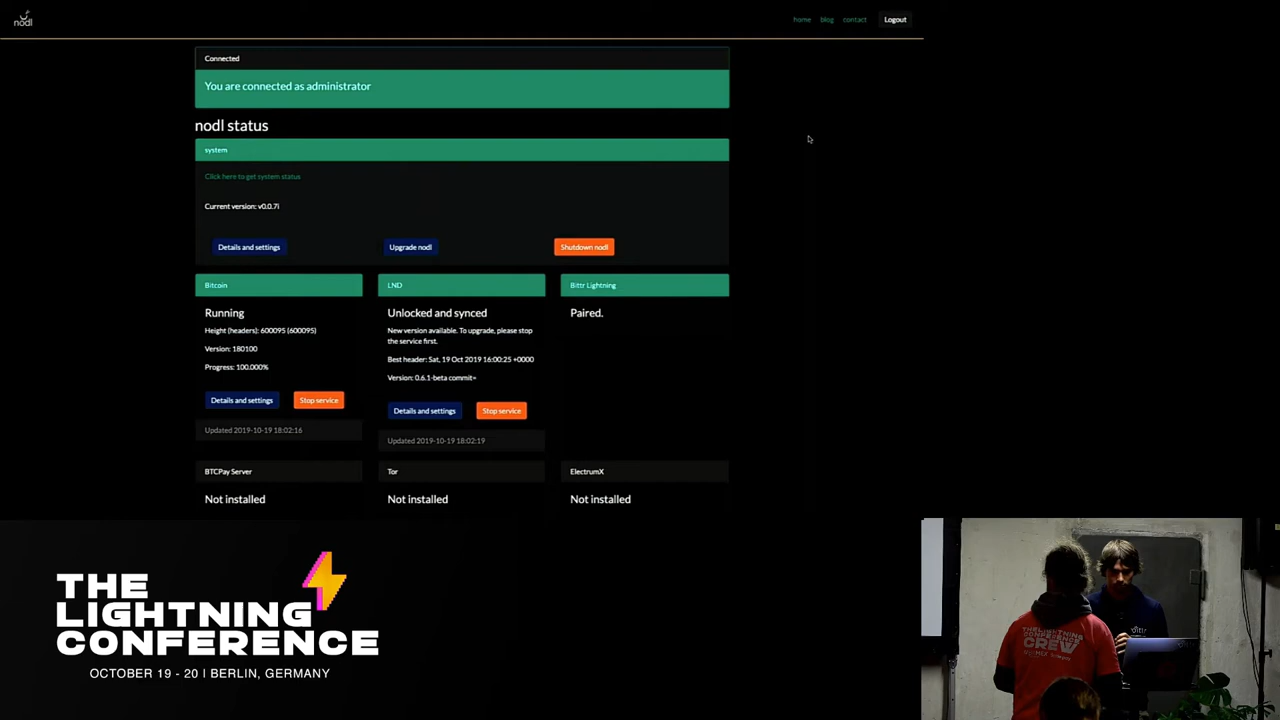 nodl
home blog contact Logout
Connected
You are connected as administrator
nodl status
system
Click here to get system status
Current version: v0.0.7i
Details and settings Upgrade nodl Shutdown nodl
Bitcoin
Running
Height (headers): 600095 (600095)
Version: 180100
Progress: 100.000%
Details and settings Stop service
Updated 2019-10-19 18:02:16
LND
Unlocked and synced
New version available. To upgrade, please stop
the service first.
Best header: Sat, 19 Oct 2019 16:00:25 +0000
Version: 0.6.1-beta commit=
Details and settings Stop service
Updated 2019-10-19 18:02:19
Bittr Lightning
Paired.
BTCPay Server
Not installed
Tor
Not installed
ElectrumX
Not installed
THE
LIGHTNING
CONFERENCE
OCTOBER 19 - 20 | BERLIN, GERMANY
THE LIGHTNING
CONFERENCE
CREW